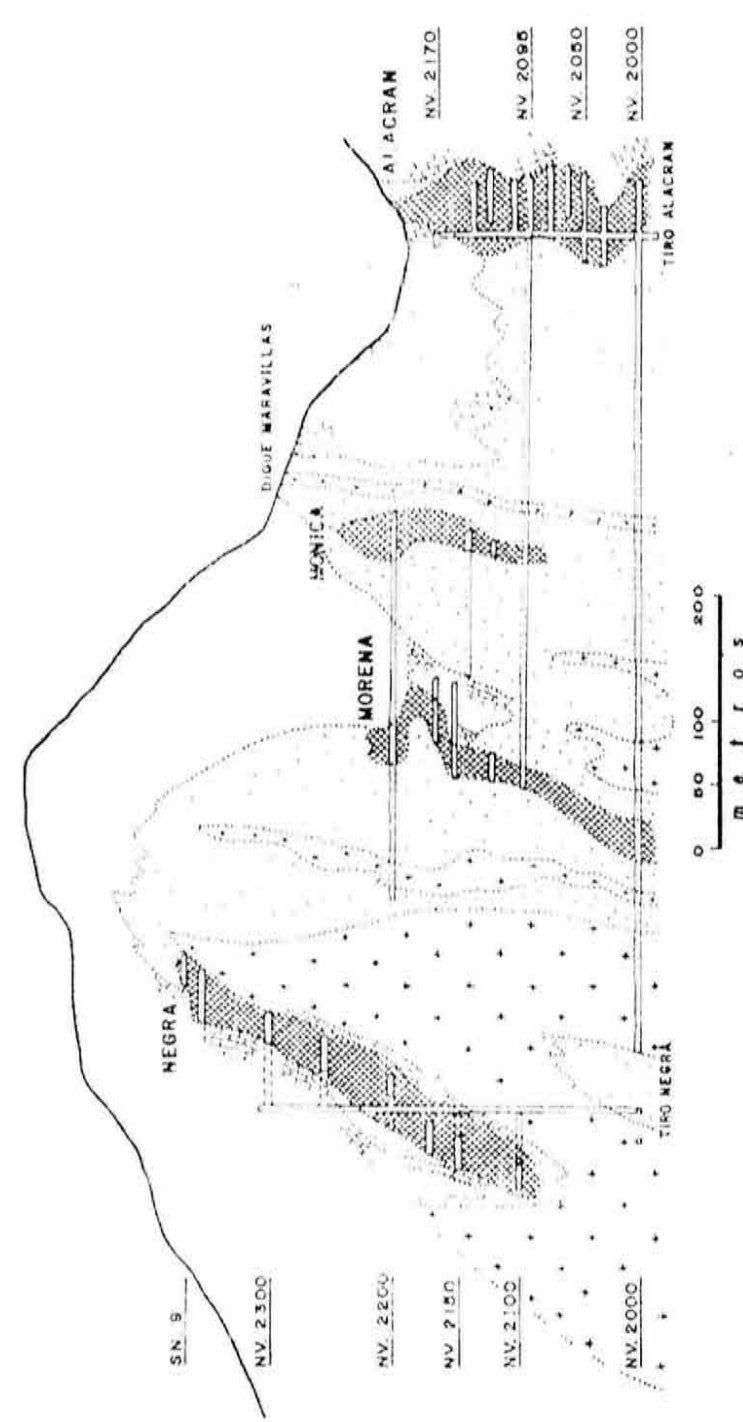 S.N. 9
NV. 2300
NV. 2200
NV. 2150
NV. 2100
NV. 2000
NEGRA
TIRO NEGRA
MORENA
MONICA
DIQUE MARAVILLAS
ALACRAN
TIRO ALACRAN
NV. 2170
NV. 2095
NV. 2050
NV. 2000
0 50 100 200
metros